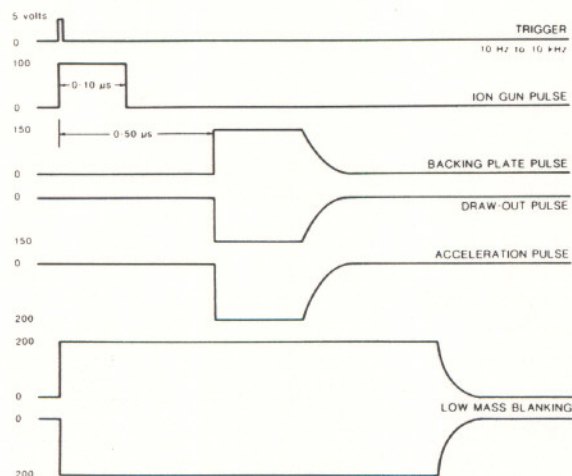 5 volts
0
TRIGGER
10 Hz to 10 kHz
100
0
0-10 µs
ION GUN PULSE
150
0
0-50 µs
BACKING PLATE PULSE
0
150
DRAW-OUT PULSE
0
200
ACCELERATION PULSE
200
0
LOW MASS BLANKING
0
200